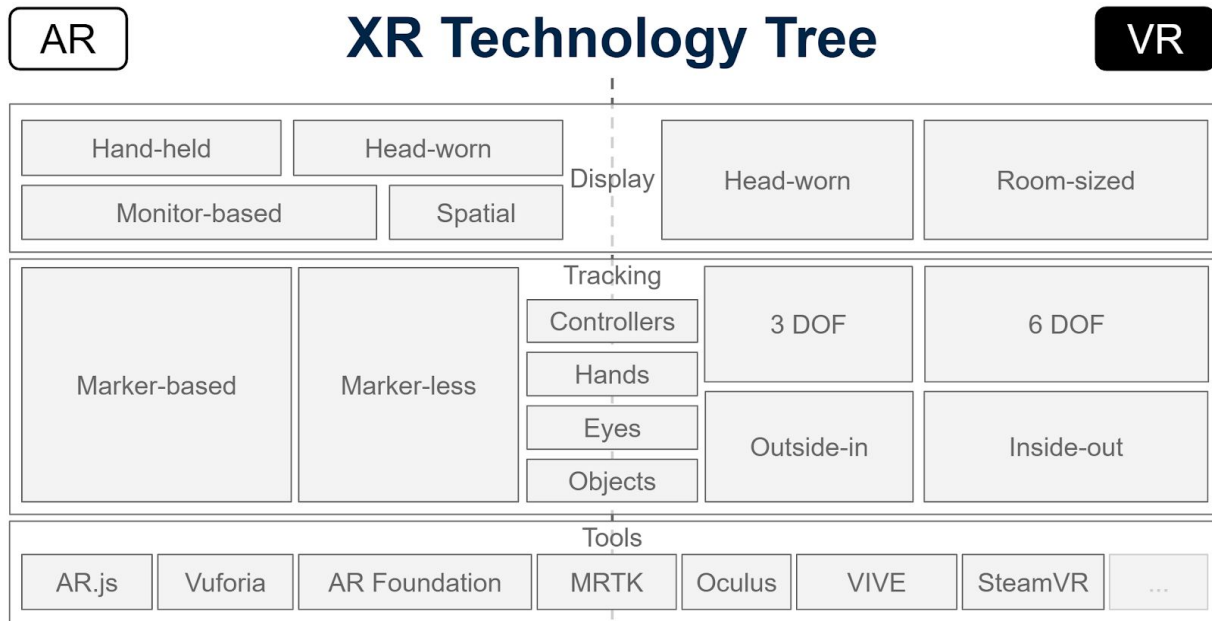 AR
XR Technology Tree
VR
Display
Hand-held
Head-worn
Monitor-based
Spatial
Head-worn
Room-sized
Tracking
Marker-based
Marker-less
Controllers
Hands
Eyes
Objects
3 DOF
6 DOF
Outside-in
Inside-out
Tools
AR.js
Vuforia
AR Foundation
MRTK
Oculus
VIVE
SteamVR
...